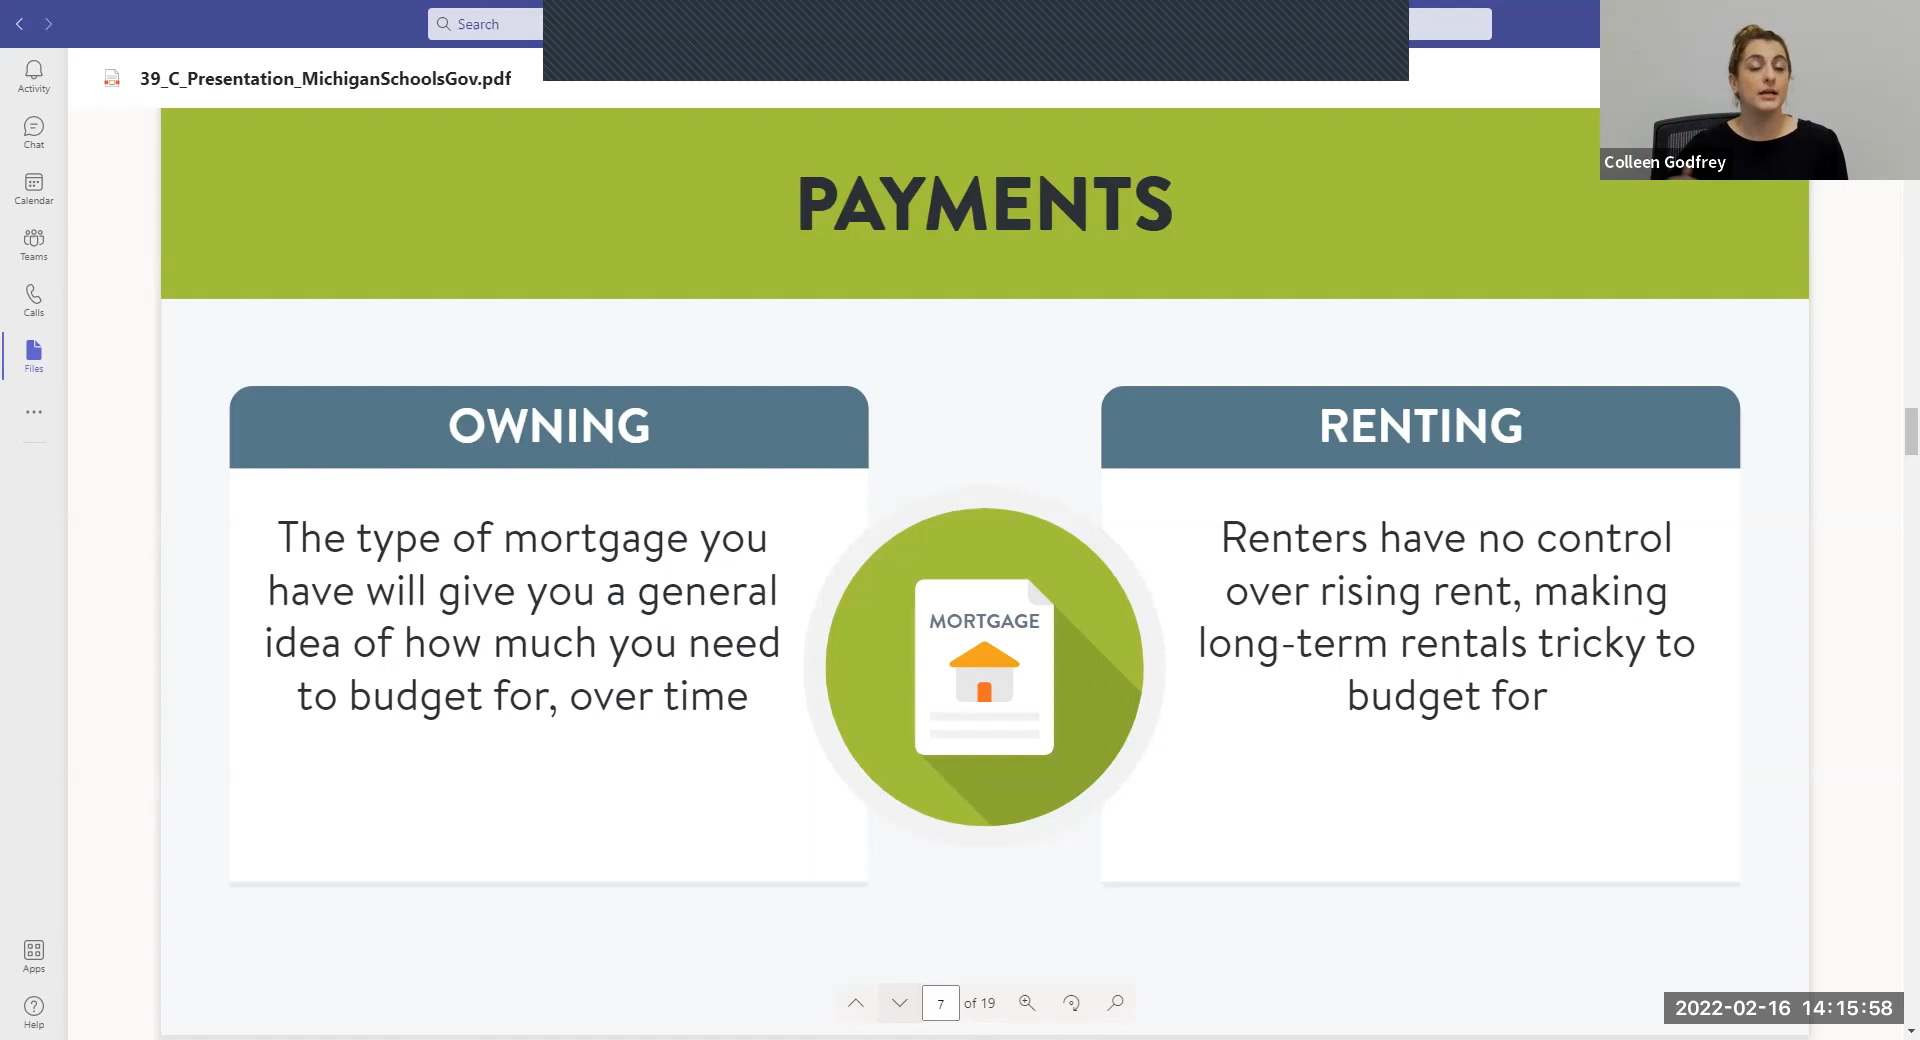 Search
39_C_Presentation_MichiganSchoolsGov.pdf
Activity
Chat
Calendar
Teams
Calls
Files
Apps
Help
Colleen Godfrey
PAYMENTS
OWNING
The type of mortgage you
have will give you a general
idea of how much you need
to budget for, over time
MORTGAGE
RENTING
Renters have no control
over rising rent, making
long-term rentals tricky to
budget for
7 of 19
2022-02-16 14:15:58